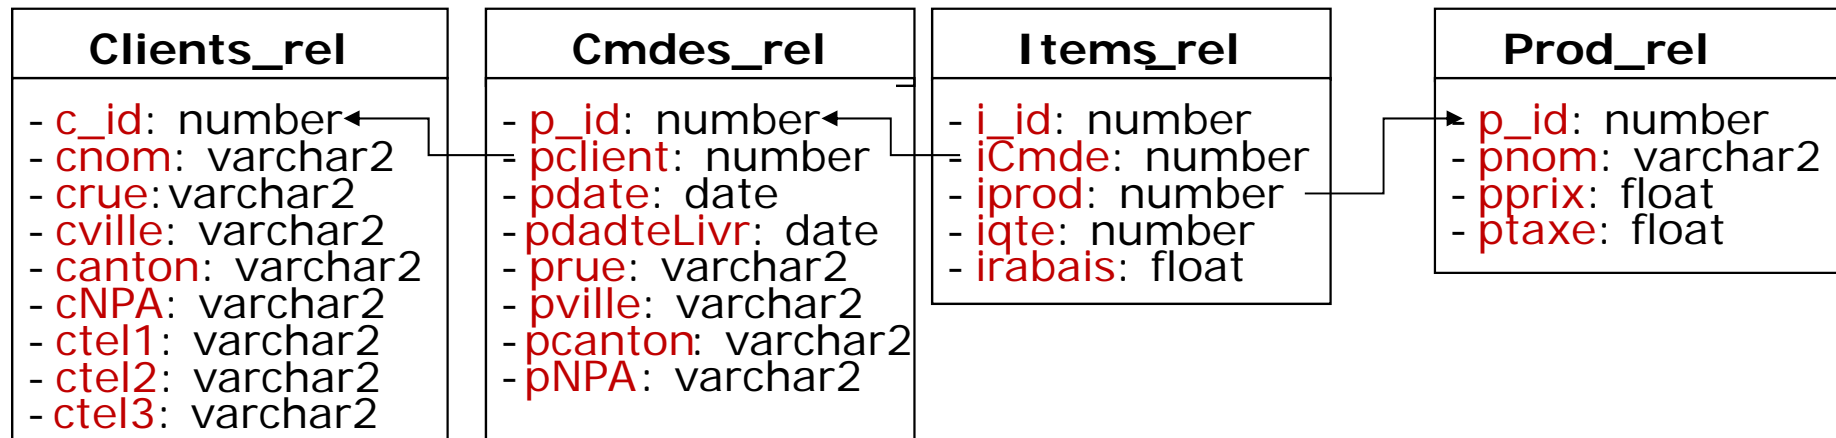 Clients_rel
- c_id: number
- cnom: varchar2
- crue: varchar2
- cville: varchar2
- canton: varchar2
- cNPA: varchar2
- ctel1: varchar2
- ctel2: varchar2
- ctel3: varchar2
Cmdes_rel
- p_id: number
- pclient: number
- pdate: date
- pdadteLivr: date
- prue: varchar2
- pville: varchar2
- pcanton: varchar2
- pNPA: varchar2
Items_rel
- i_id: number
- iCmde: number
- iprod: number
- iqte: number
- irabais: float
Prod_rel
- p_id: number
- pnom: varchar2
- pprix: float
- ptaxe: float